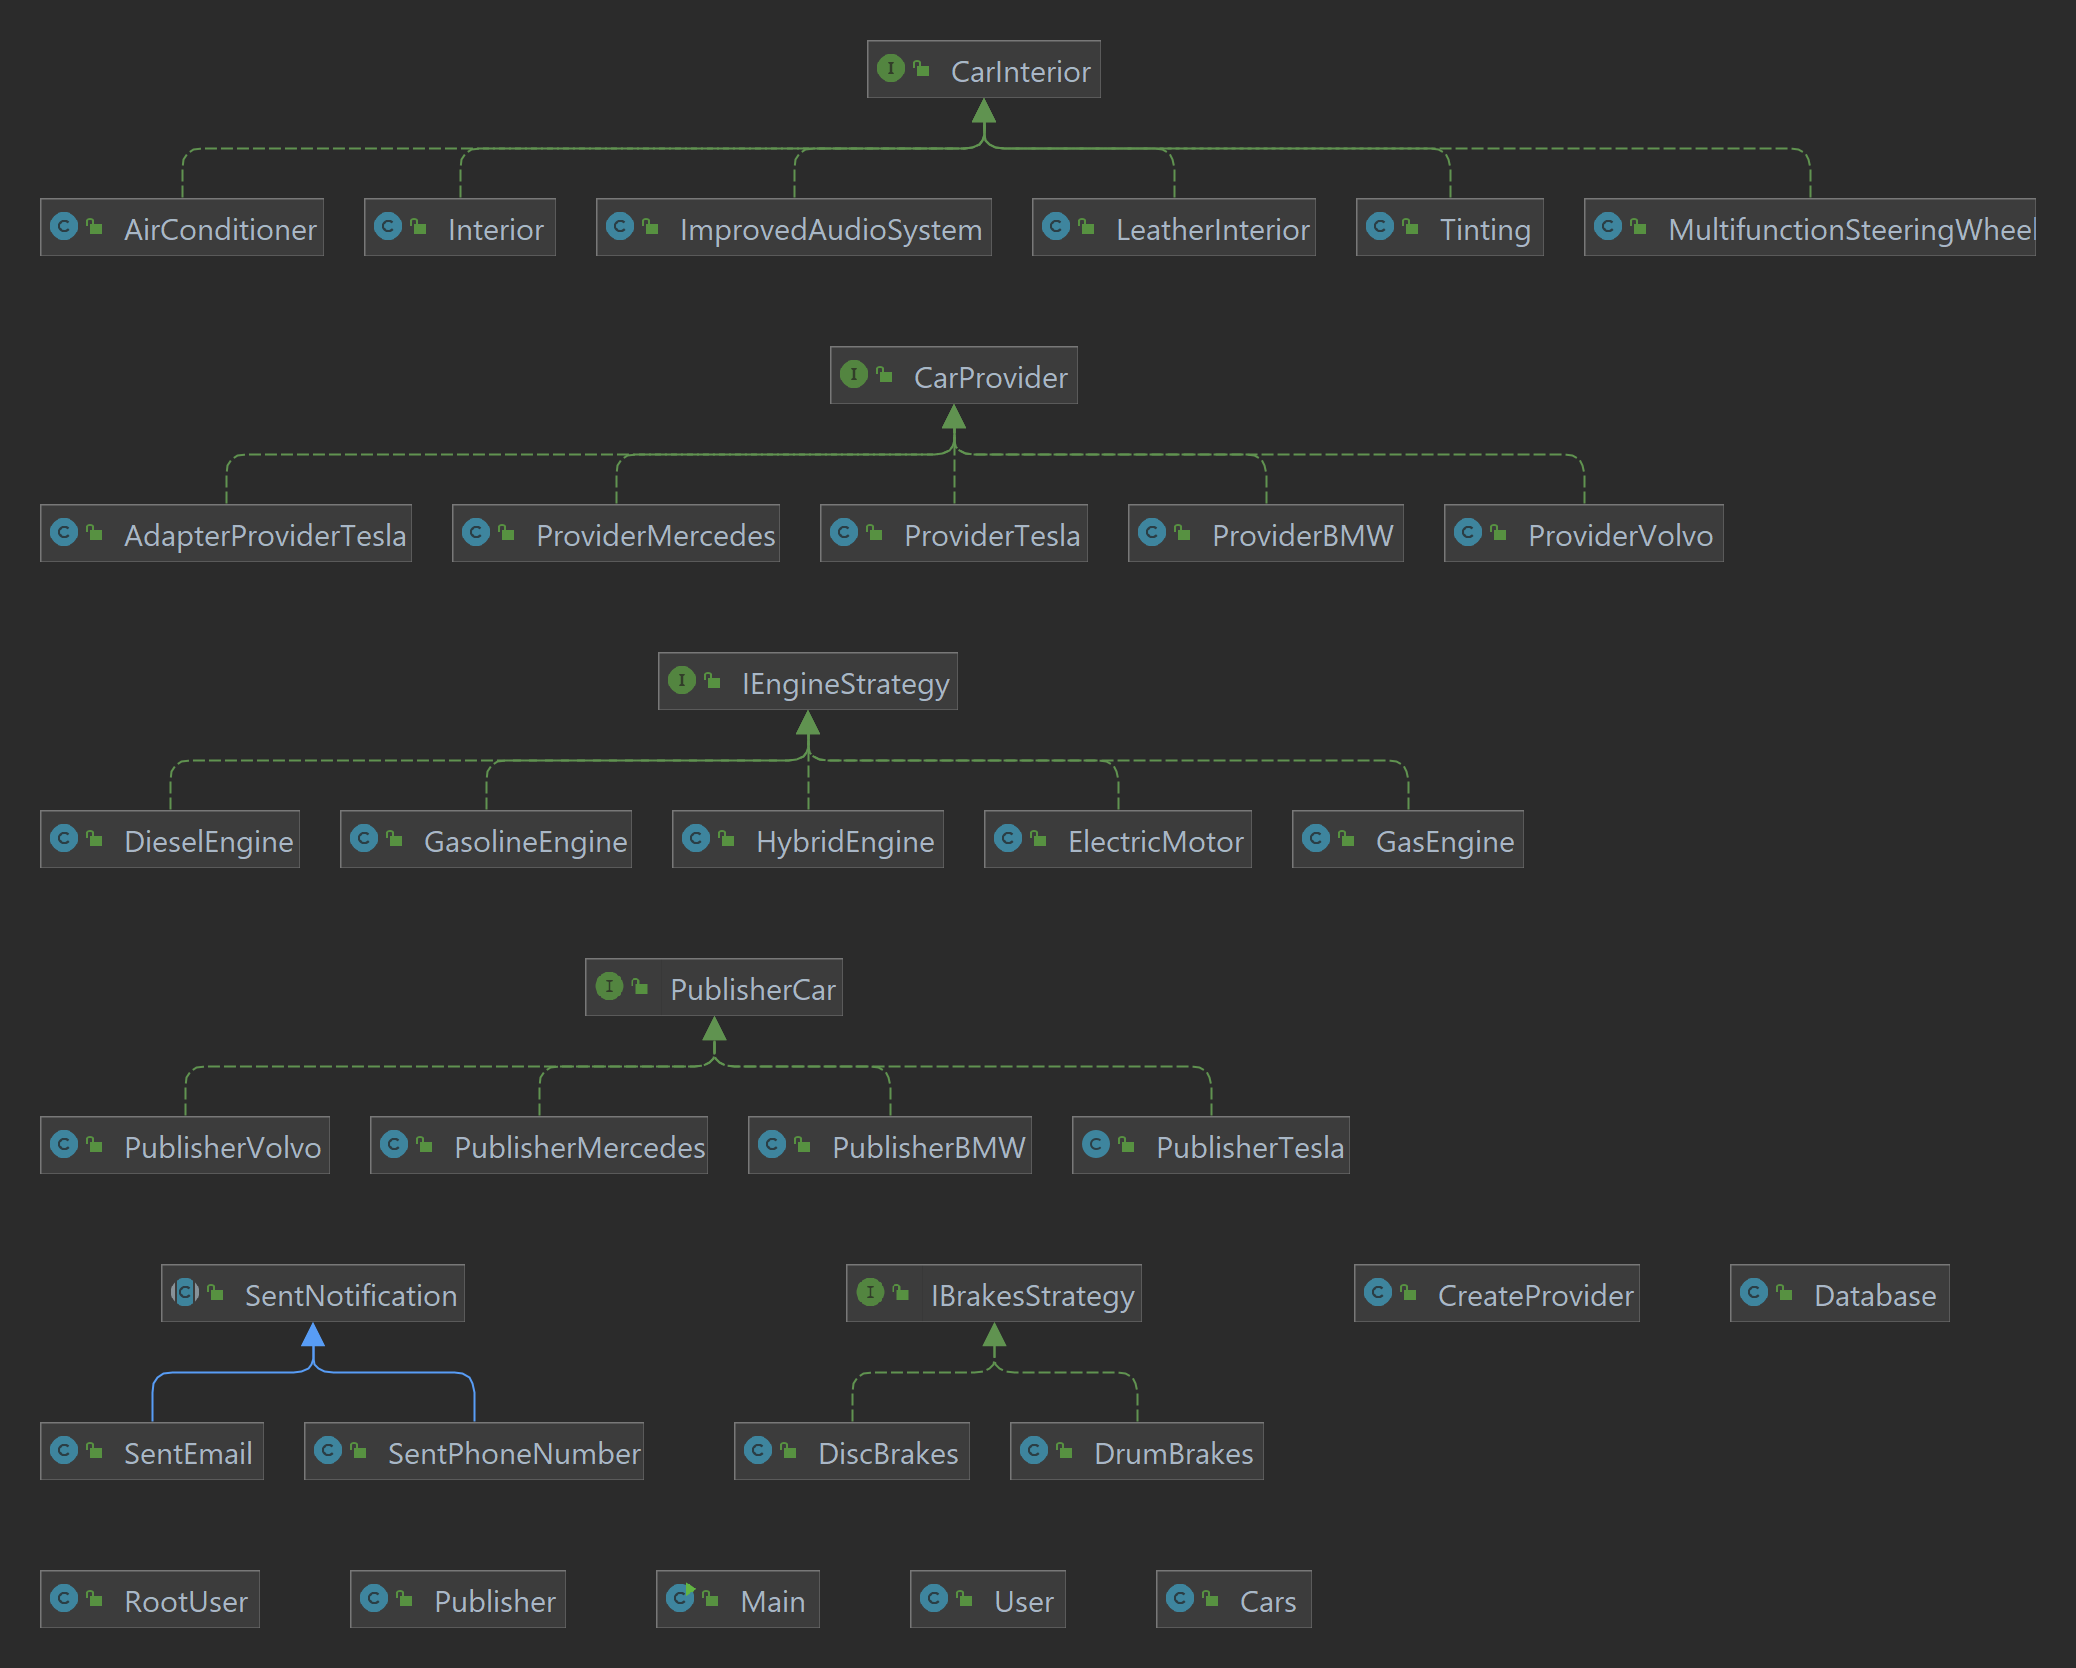 CarInterior
AirConditioner
Interior
ImprovedAudioSystem
LeatherInterior
Tinting
MultifunctionSteeringWheel
CarProvider
AdapterProviderTesla
ProviderMercedes
ProviderTesla
ProviderBMW
ProviderVolvo
IEngineStrategy
DieselEngine
GasolineEngine
HybridEngine
ElectricMotor
GasEngine
PublisherCar
PublisherVolvo
PublisherMercedes
PublisherBMW
PublisherTesla
SentNotification
IBrakesStrategy
CreateProvider
Database
SentEmail
SentPhoneNumber
DiscBrakes
DrumBrakes
RootUser
Publisher
Main
User
Cars